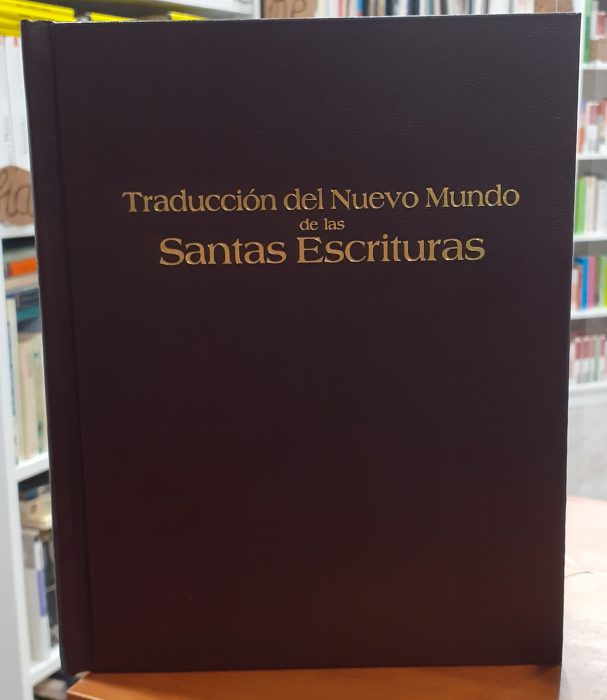 Traducción del Nuevo Mundo
de las
Santas Escrituras